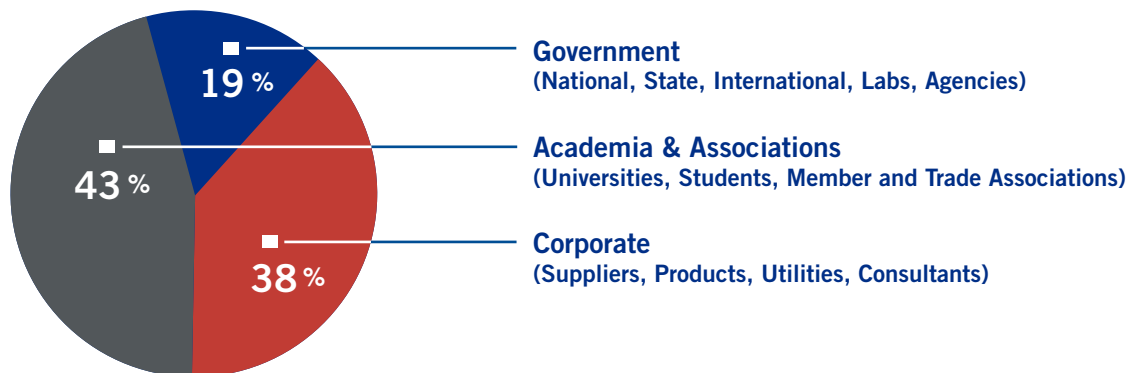 Government
(National, State, International, Labs, Agencies)
19 %
Academia & Associations
(Universities, Students, Member and Trade Associations)
43 %
Corporate
(Suppliers, Products, Utilities, Consultants)
38 %